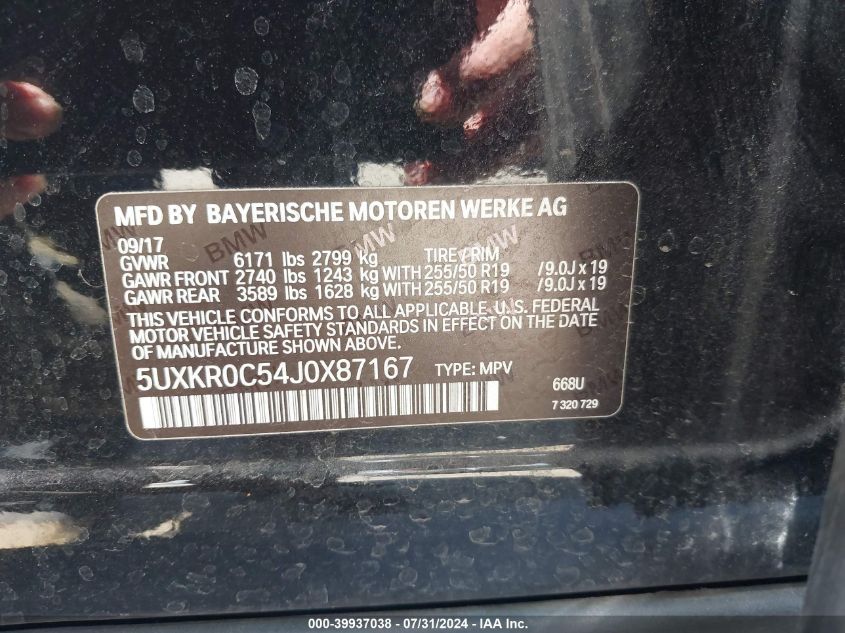 MFD BY BAYERISCHE MOTOREN WERKE AG
09/17
GVWR 6171 lbs 2799 kg TIRE / RIM
GAWR FRONT 2740 lbs 1243 kg WITH 255/50 R19 /9.0J x 19
GAWR REAR 3589 lbs 1628 kg WITH 255/50 R19 /9.0J x 19
THIS VEHICLE CONFORMS TO ALL APPLICABLE, U.S. FEDERAL
MOTOR VEHICLE SAFETY STANDARDS IN EFFECT ON THE DATE
OF MANUFACTURE SHOWN ABOVE.
5UXKR0C54J0X87167 TYPE: MPV 668U
7 320 729
000-39937038 - 07/31/2024 - IAA Inc.